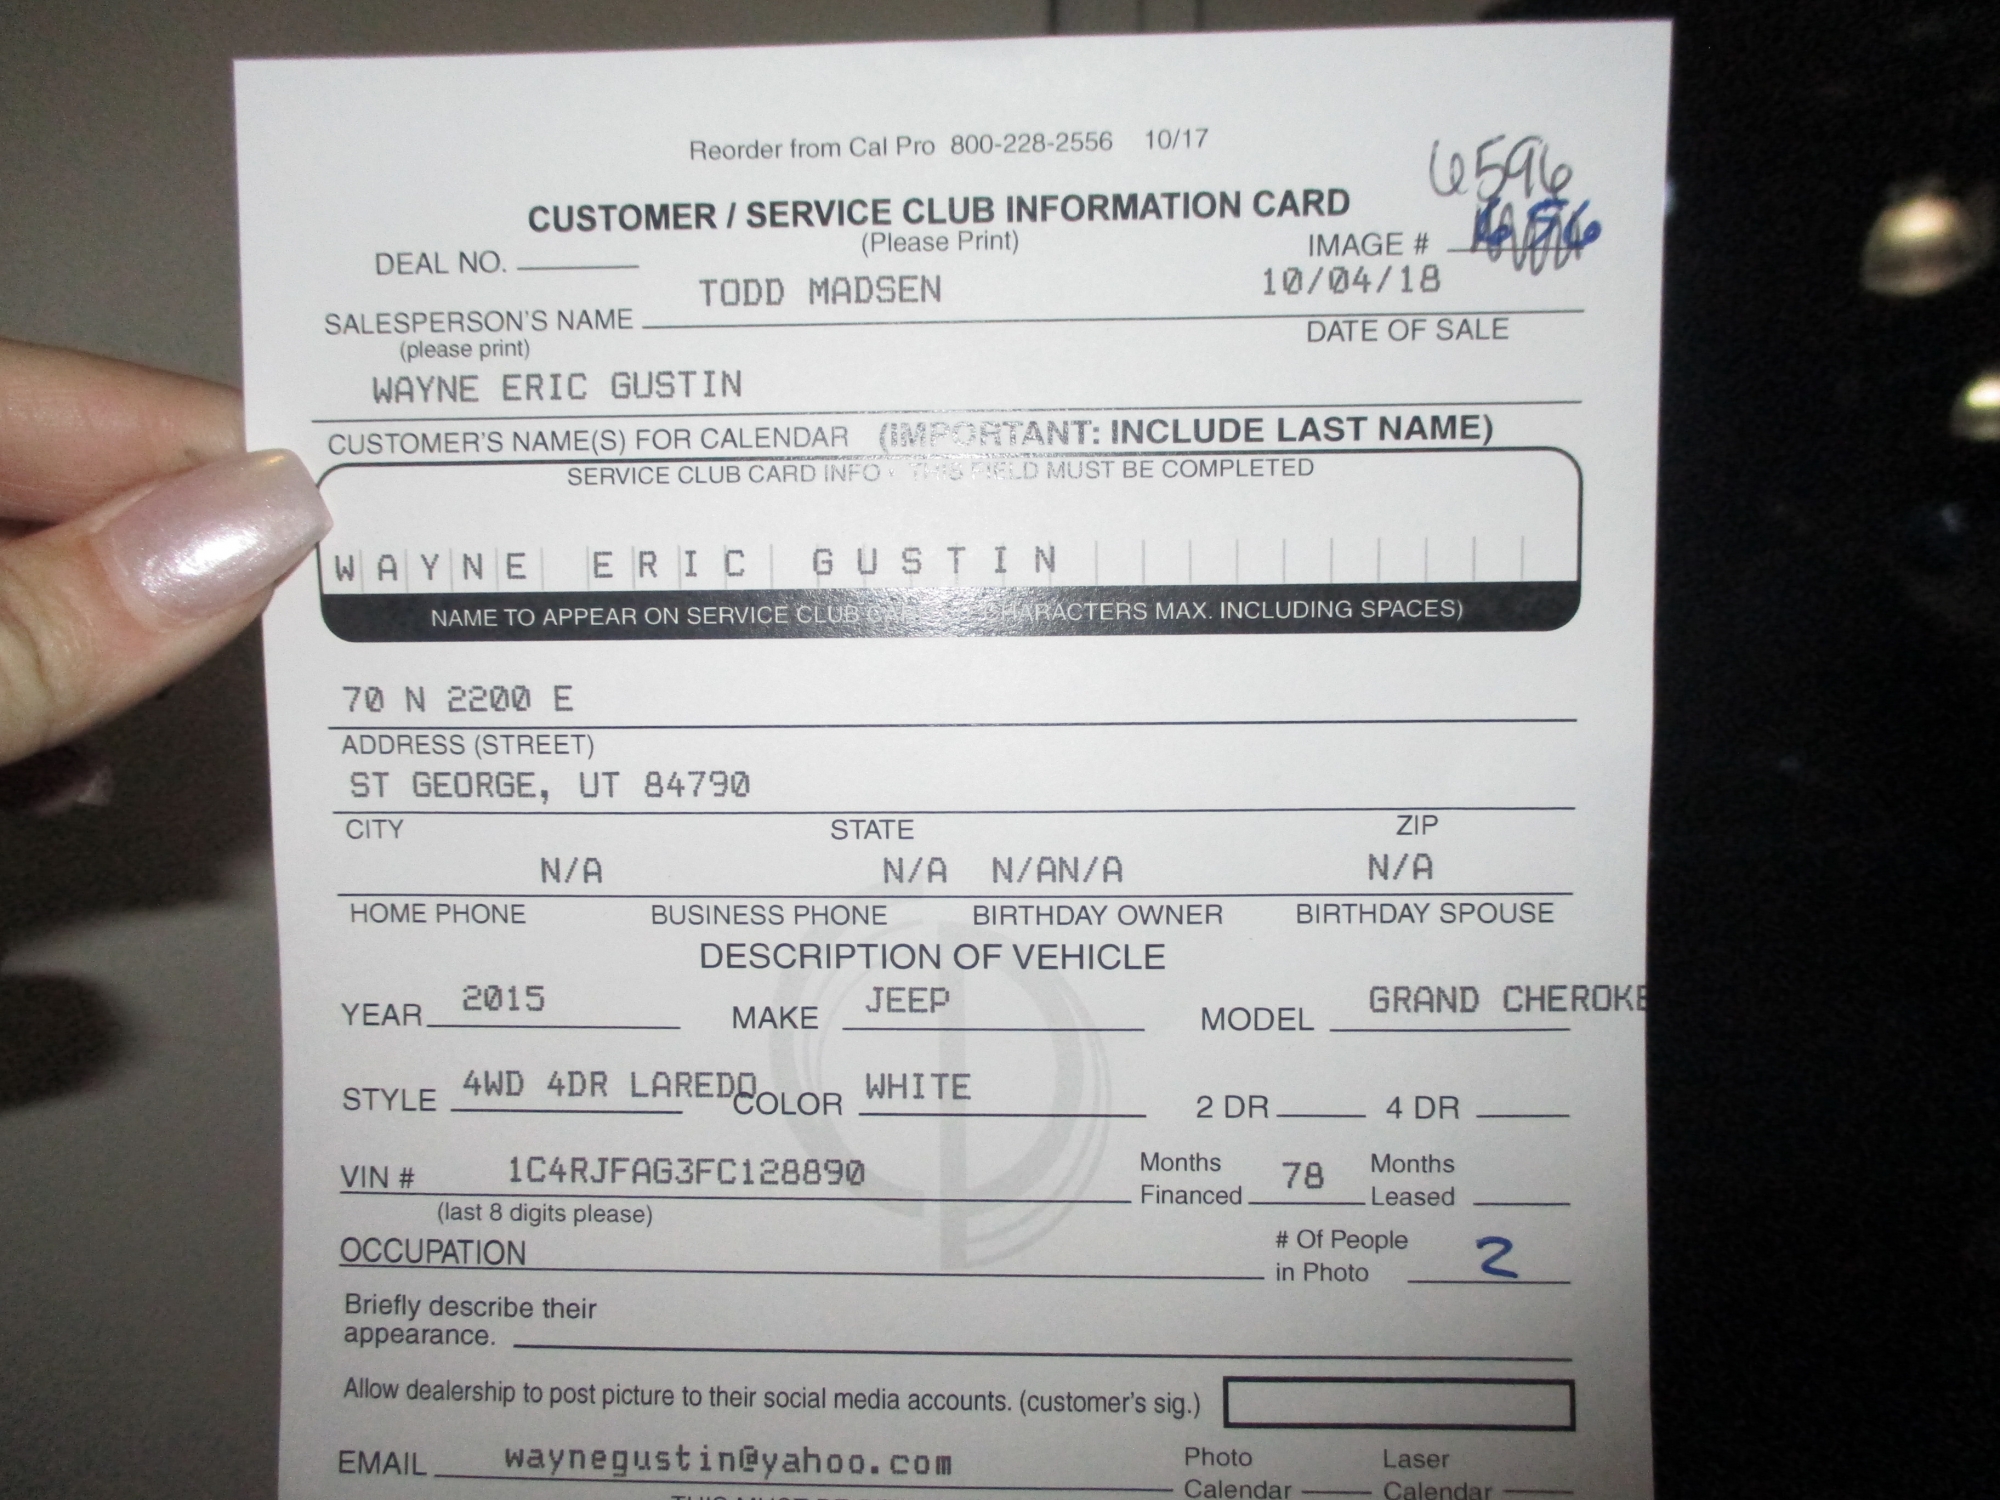 Reorder from Cal Pro 800-228-2556 10/17
6596
CUSTOMER / SERVICE CLUB INFORMATION CARD
(Please Print)
DEAL NO. IMAGE #
TODD MADSEN 10/04/18
SALESPERSON'S NAME DATE OF SALE
(please print)
WAYNE ERIC GUSTIN
CUSTOMER'S NAME(S) FOR CALENDAR (IMPORTANT: INCLUDE LAST NAME)
SERVICE CLUB CARD INFO - THIS FIELD MUST BE COMPLETED
WAYNE ERIC GUSTIN
NAME TO APPEAR ON SERVICE CLUB CHARACTERS MAX. INCLUDING SPACES)
70 N 2200 E
ADDRESS (STREET)
ST GEORGE, UT 84790
CITY STATE ZIP
N/A N/A N/AN/A N/A
HOME PHONE BUSINESS PHONE BIRTHDAY OWNER BIRTHDAY SPOUSE
DESCRIPTION OF VEHICLE
YEAR 2015 MAKE JEEP MODEL GRAND CHEROKE
STYLE 4WD 4DR LAREDO COLOR WHITE 2 DR 4 DR
VIN # 1C4RJFAG3FC128890 Months Financed 78 Months Leased
(last 8 digits please)
OCCUPATION # Of People in Photo 2
Briefly describe their
appearance.
Allow dealership to post picture to their social media accounts. (customer's sig.)
EMAIL waynegustin@yahoo.com Photo Calendar Laser Calendar